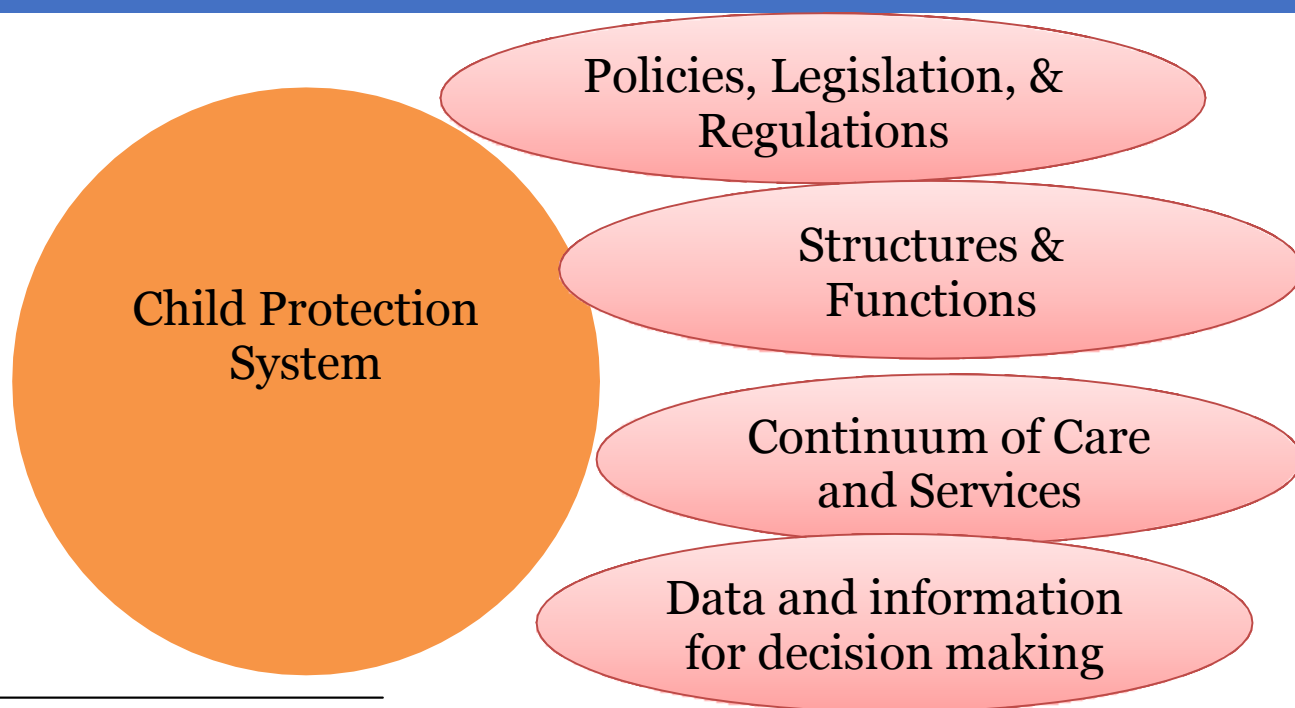 Policies, Legislation, &
Regulations
Structures &
Functions
Child Protection
System
Continuum of Care
and Services
Data and information
for decision making